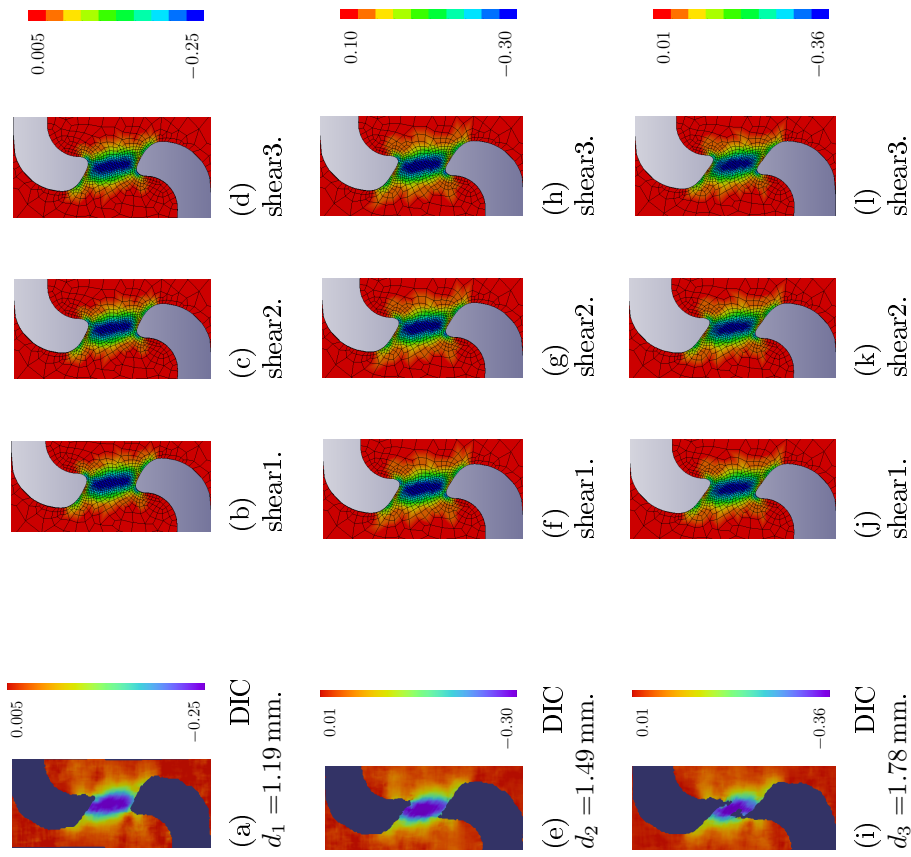 0.005
−0.25
(a) DIC
d₁ =1.19 mm.
(b)
shear1.
(c)
shear2.
(d)
shear3.
0.005
−0.25
0.01
−0.30
(e) DIC
d₂ =1.49 mm.
(f)
shear1.
(g)
shear2.
(h)
shear3.
0.10
−0.30
0.01
−0.36
(i) DIC
d₃ =1.78 mm.
(j)
shear1.
(k)
shear2.
(l)
shear3.
0.01
−0.36